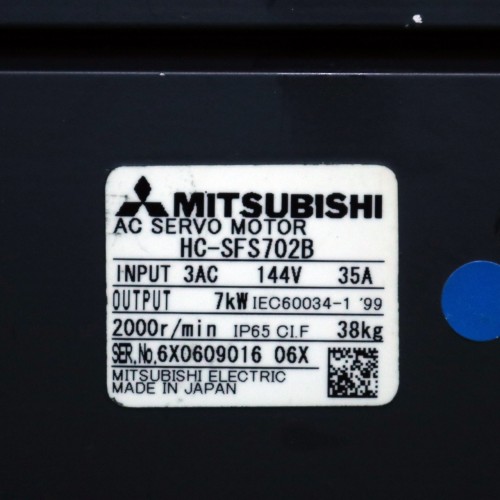 MITSUBISHI
AC SERVO MOTOR
HC-SFS702B
INPUT 3AC 144V 35A
OUTPUT 7kW IEC60034-1 '99
2000r/min IP65 CI.F 38kg
SER.No.6X0609016 06X
MITSUBISHI ELECTRIC
MADE IN JAPAN